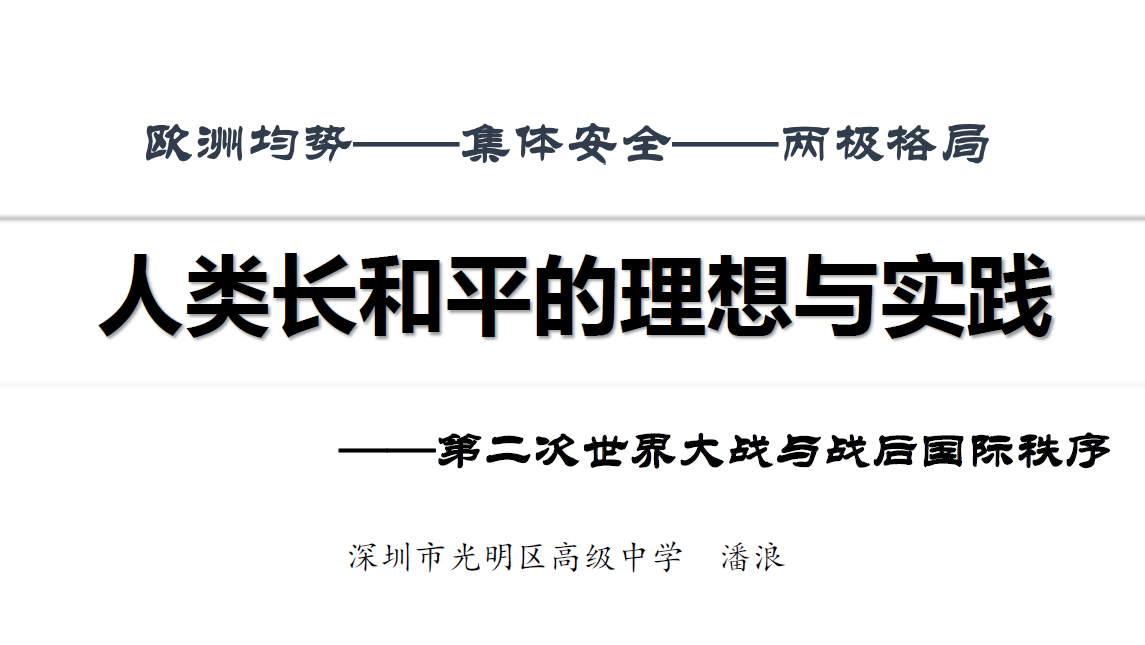 欧洲均势——集体安全——两极格局
人类长和平的理想与实践
——第二次世界大战与战后国际秩序
深圳市光明区高级中学　潘浪